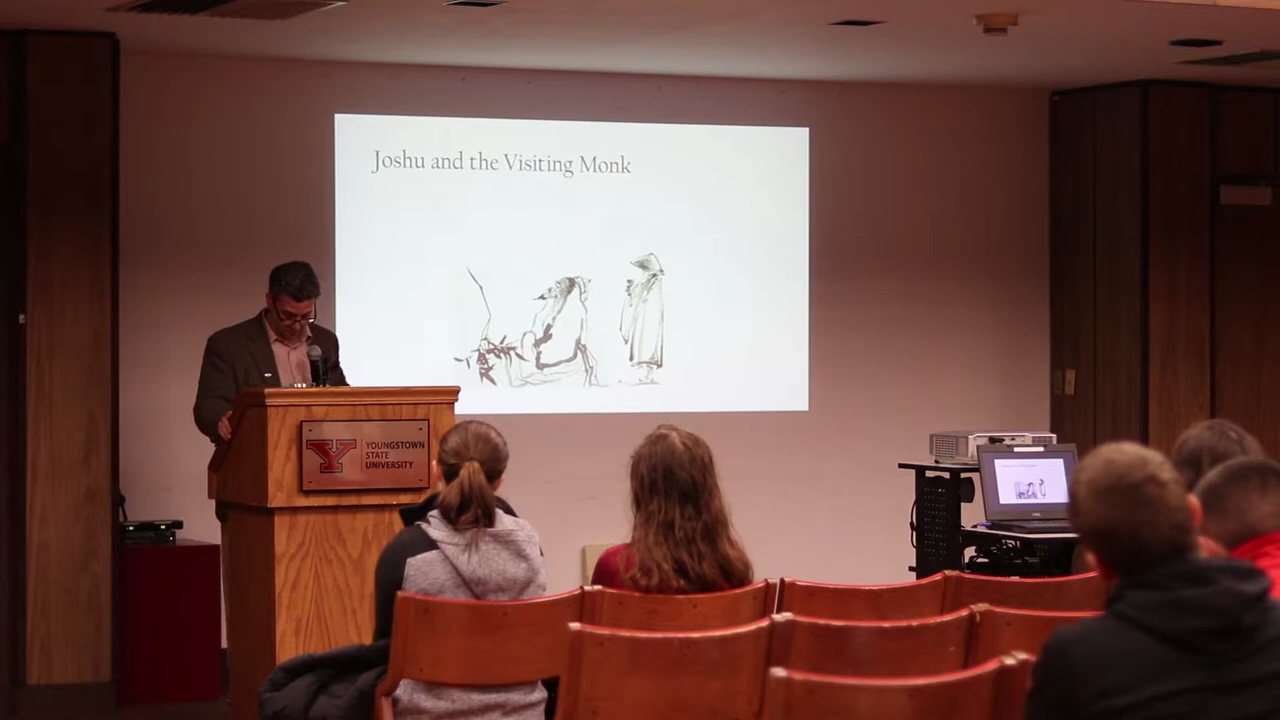 Joshu and the Visiting Monk
Y
YOUNGSTOWN
STATE
UNIVERSITY